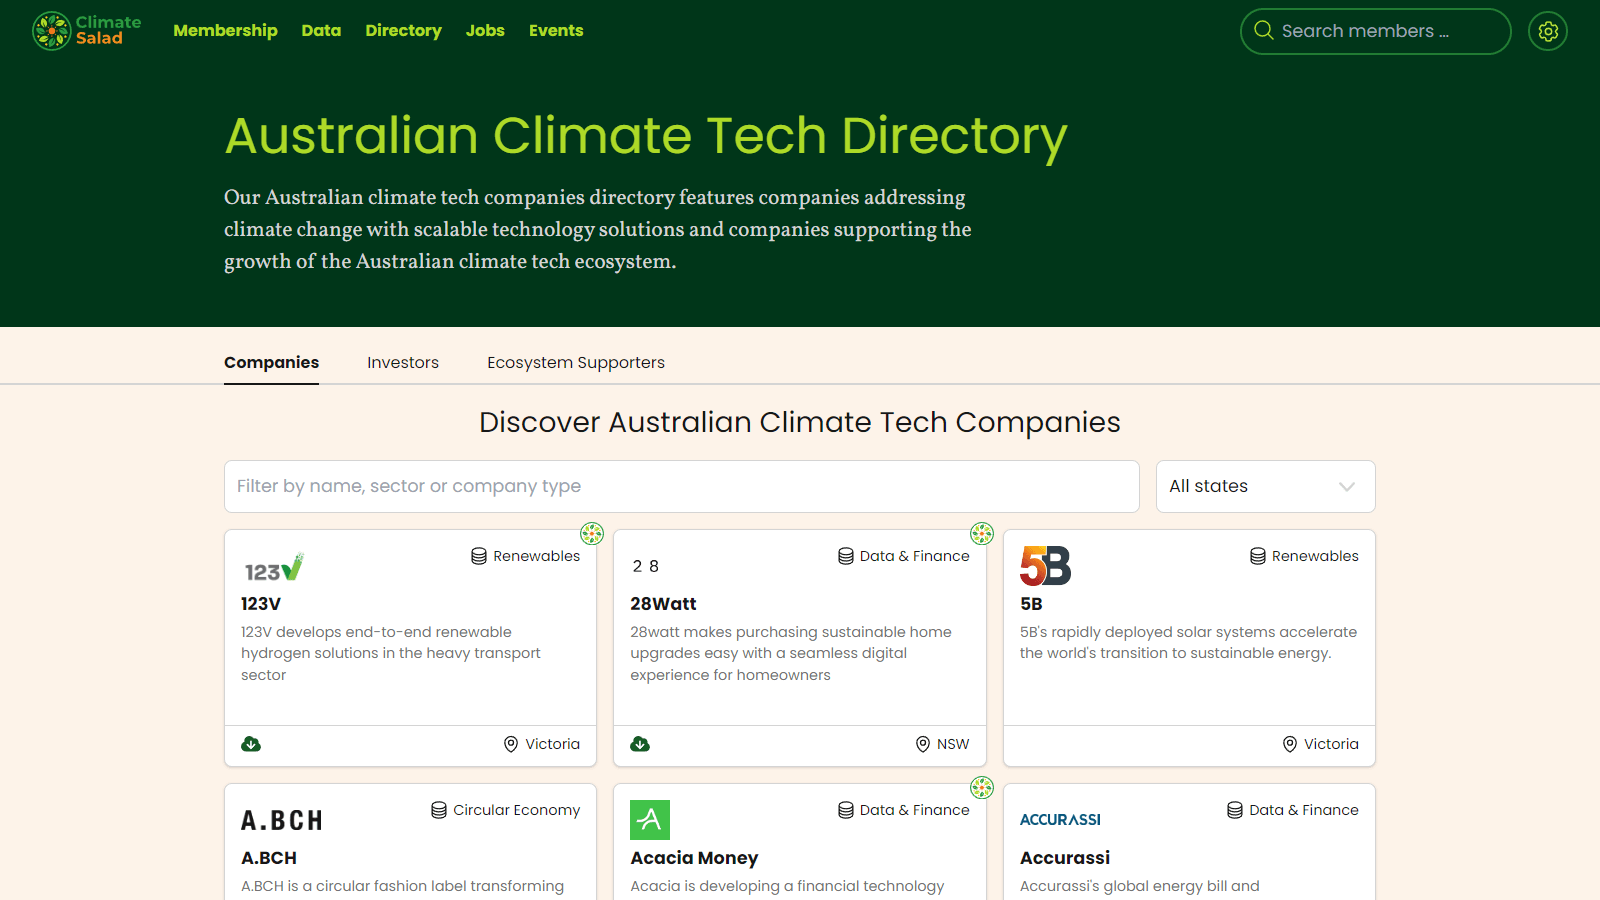 Climate
Salad
Membership
Data
Directory
Jobs
Events
Search members ...
Australian Climate Tech Directory
Our Australian climate tech companies directory features companies addressing
climate change with scalable technology solutions and companies supporting the
growth of the Australian climate tech ecosystem.
Companies
Investors
Ecosystem Supporters
Discover Australian Climate Tech Companies
Filter by name, sector or company type
All states
123V
Renewables
123V
123V develops end-to-end renewable
hydrogen solutions in the heavy transport
sector
Victoria
2 8
Data & Finance
28Watt
28watt makes purchasing sustainable home
upgrades easy with a seamless digital
experience for homeowners
NSW
5B
Renewables
5B
5B's rapidly deployed solar systems accelerate
the world's transition to sustainable energy.
Victoria
A.BCH
Circular Economy
A.BCH
A.BCH is a circular fashion label transforming
Data & Finance
Acacia Money
Acacia is developing a financial technology
ACCURASSI
Data & Finance
Accurassi
Accurassi's global energy bill and